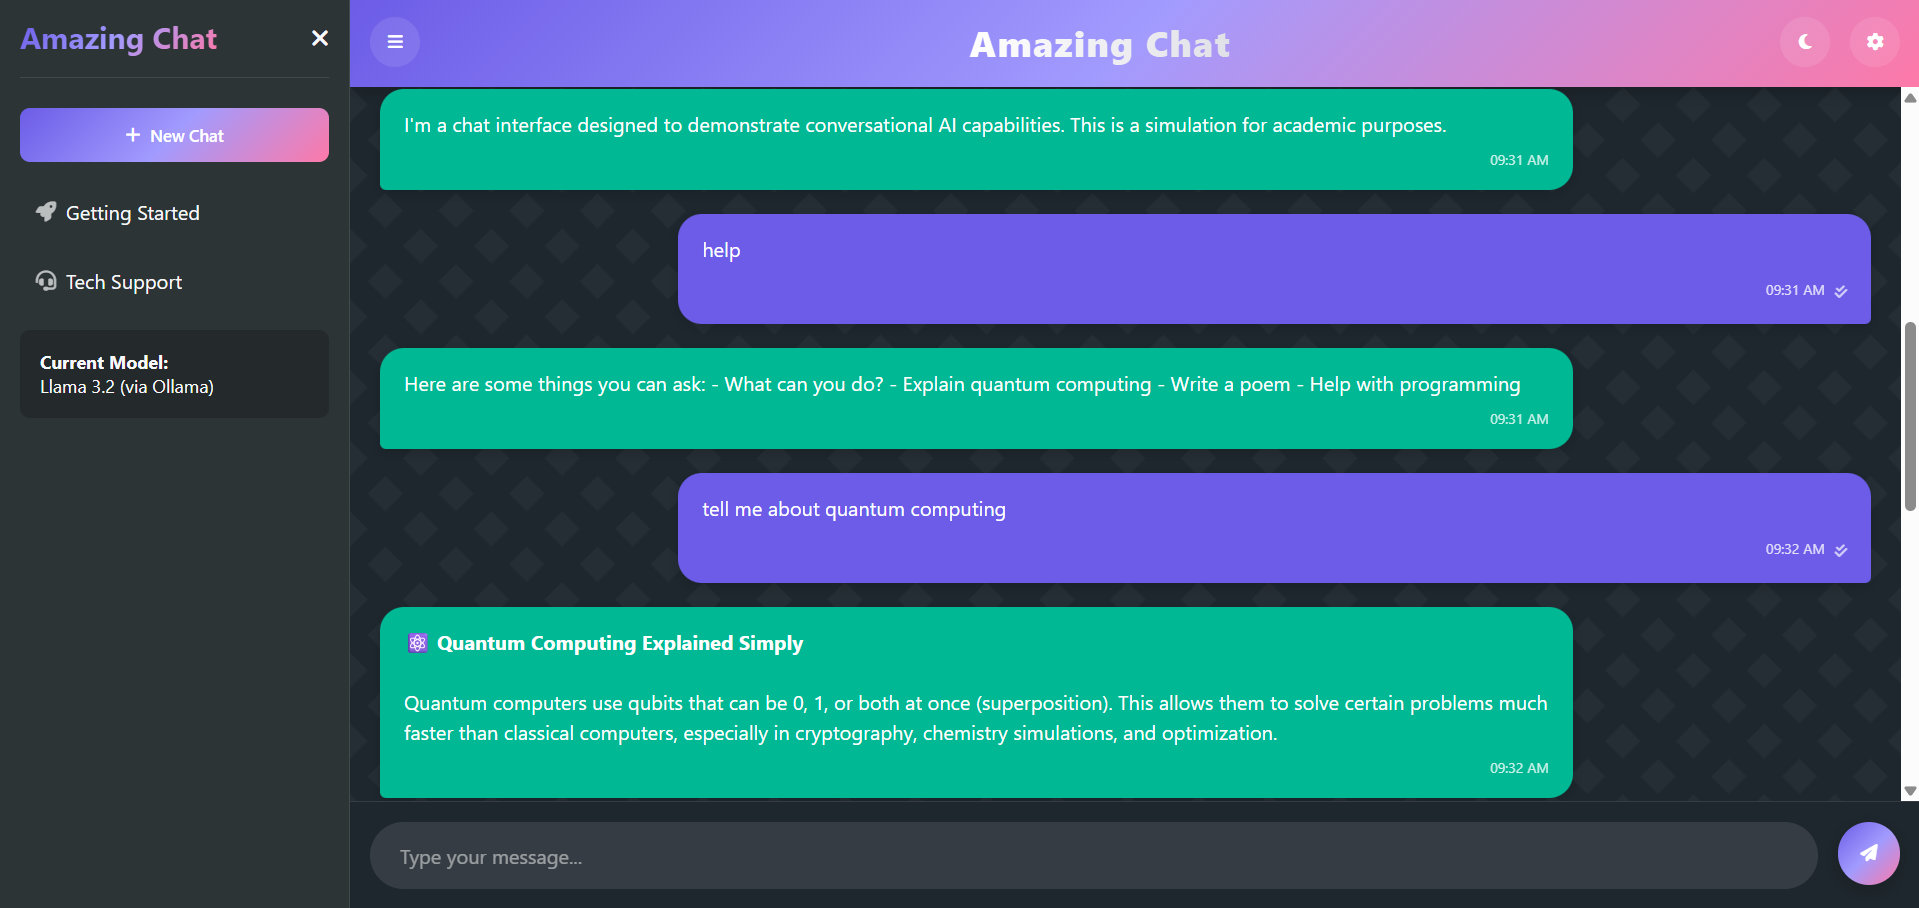 Amazing Chat
New Chat
Getting Started
Tech Support
Current Model:
Llama 3.2 (via Ollama)
Amazing Chat
I'm a chat interface designed to demonstrate conversational AI capabilities. This is a simulation for academic purposes.
09:31 AM
help
09:31 AM
Here are some things you can ask: - What can you do? - Explain quantum computing - Write a poem - Help with programming
09:31 AM
tell me about quantum computing
09:32 AM
Quantum Computing Explained Simply
Quantum computers use qubits that can be 0, 1, or both at once (superposition). This allows them to solve certain problems much
faster than classical computers, especially in cryptography, chemistry simulations, and optimization.
09:32 AM
Type your message...